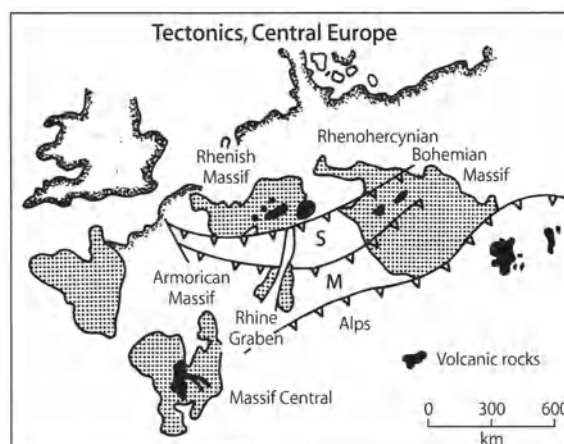 Tectonics, Central Europe
Rhenohercynian
Rhenish
Massif
Bohemian
Massif
S
Armorican
Massif
M
Rhine
Graben
Alps
Volcanic rocks
Massif Central
0 300 600
km